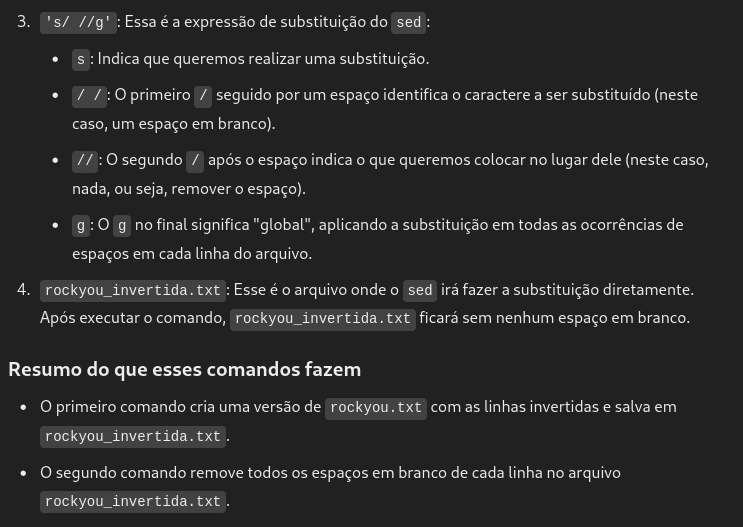 3. 's/ //g': Essa é a expressão de substituição do sed:
• s: Indica que queremos realizar uma substituição.
• / /: O primeiro / seguido por um espaço identifica o caractere a ser substituído (neste
caso, um espaço em branco).
• //: O segundo / após o espaço indica o que queremos colocar no lugar dele (neste caso,
nada, ou seja, remover o espaço).
• g: O g no final significa "global", aplicando a substituição em todas as ocorrências de
espaços em cada linha do arquivo.
4. rockyou_invertida.txt: Esse é o arquivo onde o sed irá fazer a substituição diretamente.
Após executar o comando, rockyou_invertida.txt ficará sem nenhum espaço em branco.
Resumo do que esses comandos fazem
• O primeiro comando cria uma versão de rockyou.txt com as linhas invertidas e salva em
rockyou_invertida.txt.
• O segundo comando remove todos os espaços em branco de cada linha no arquivo
rockyou_invertida.txt.